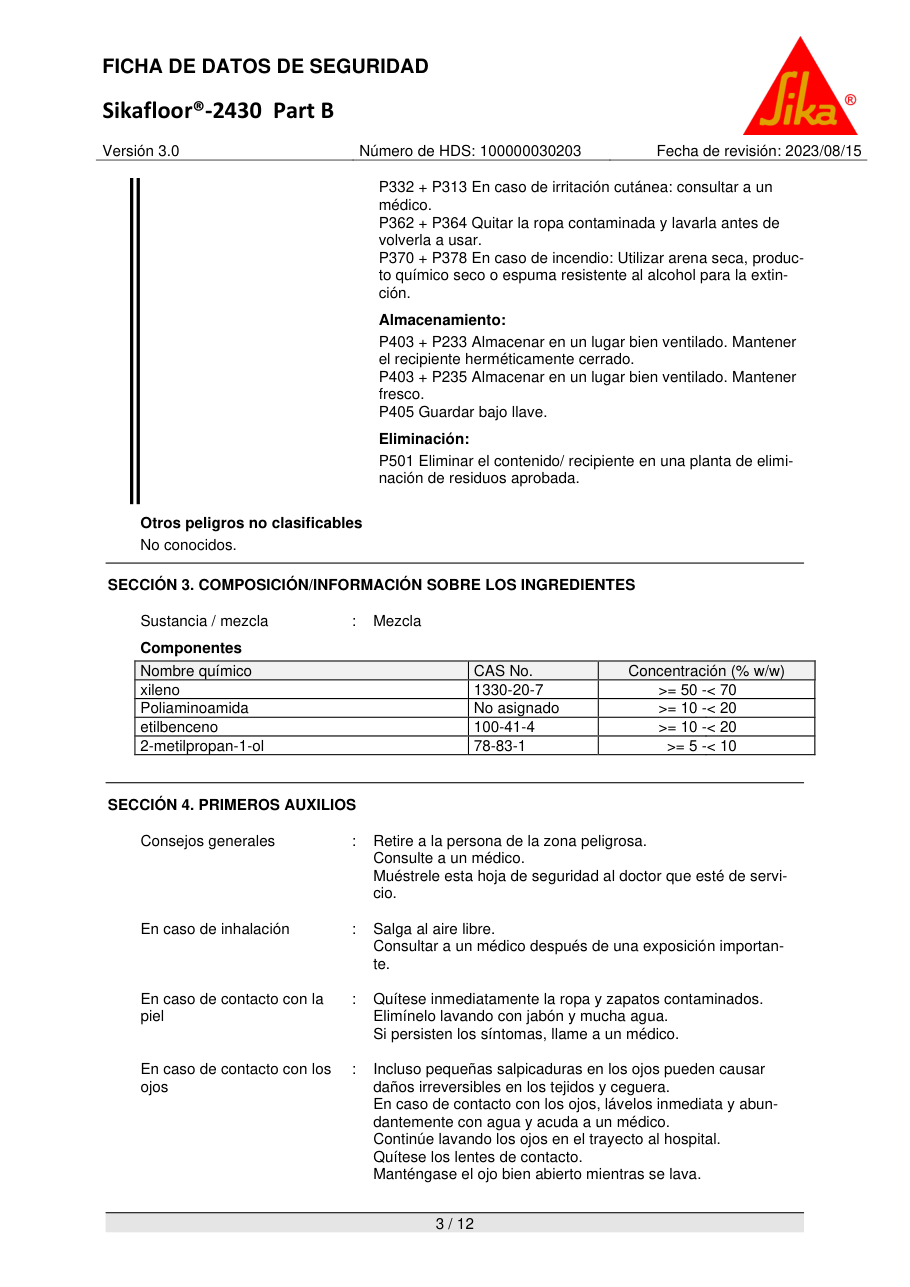 FICHA DE DATOS DE SEGURIDAD
Sikafloor®-2430 Part B
Sika®
Versión 3.0 Número de HDS: 100000030203 Fecha de revisión: 2023/08/15
P332 + P313 En caso de irritación cutánea: consultar a un
médico.
P362 + P364 Quitar la ropa contaminada y lavarla antes de
volverla a usar.
P370 + P378 En caso de incendio: Utilizar arena seca, produc-
to químico seco o espuma resistente al alcohol para la extin-
ción.
Almacenamiento:
P403 + P233 Almacenar en un lugar bien ventilado. Mantener
el recipiente herméticamente cerrado.
P403 + P235 Almacenar en un lugar bien ventilado. Mantener
fresco.
P405 Guardar bajo llave.
Eliminación:
P501 Eliminar el contenido/ recipiente en una planta de elimi-
nación de residuos aprobada.
Otros peligros no clasificables
No conocidos.
SECCIÓN 3. COMPOSICIÓN/INFORMACIÓN SOBRE LOS INGREDIENTES
Sustancia / mezcla : Mezcla
Componentes
Nombre químico CAS No. Concentración (% w/w)
xileno 1330-20-7 >= 50 -< 70
Poliaminoamida No asignado >= 10 -< 20
etilbenceno 100-41-4 >= 10 -< 20
2-metilpropan-1-ol 78-83-1 >= 5 -< 10
SECCIÓN 4. PRIMEROS AUXILIOS
Consejos generales : Retire a la persona de la zona peligrosa.
Consulte a un médico.
Muéstrele esta hoja de seguridad al doctor que esté de servi-
cio.
En caso de inhalación : Salga al aire libre.
Consultar a un médico después de una exposición importan-
te.
En caso de contacto con la : Quítese inmediatamente la ropa y zapatos contaminados.
piel Elimínelo lavando con jabón y mucha agua.
Si persisten los síntomas, llame a un médico.
En caso de contacto con los : Incluso pequeñas salpicaduras en los ojos pueden causar
ojos daños irreversibles en los tejidos y ceguera.
En caso de contacto con los ojos, lávelos inmediata y abun-
dantemente con agua y acuda a un médico.
Continúe lavando los ojos en el trayecto al hospital.
Quítese los lentes de contacto.
Manténgase el ojo bien abierto mientras se lava.
3 / 12